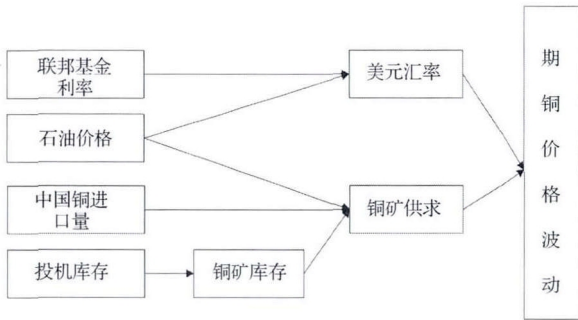 联邦基金
利率
美元汇率
石油价格
中国铜进
口量
铜矿供求
投机库存
铜矿库存
期
铜
价
格
波
动